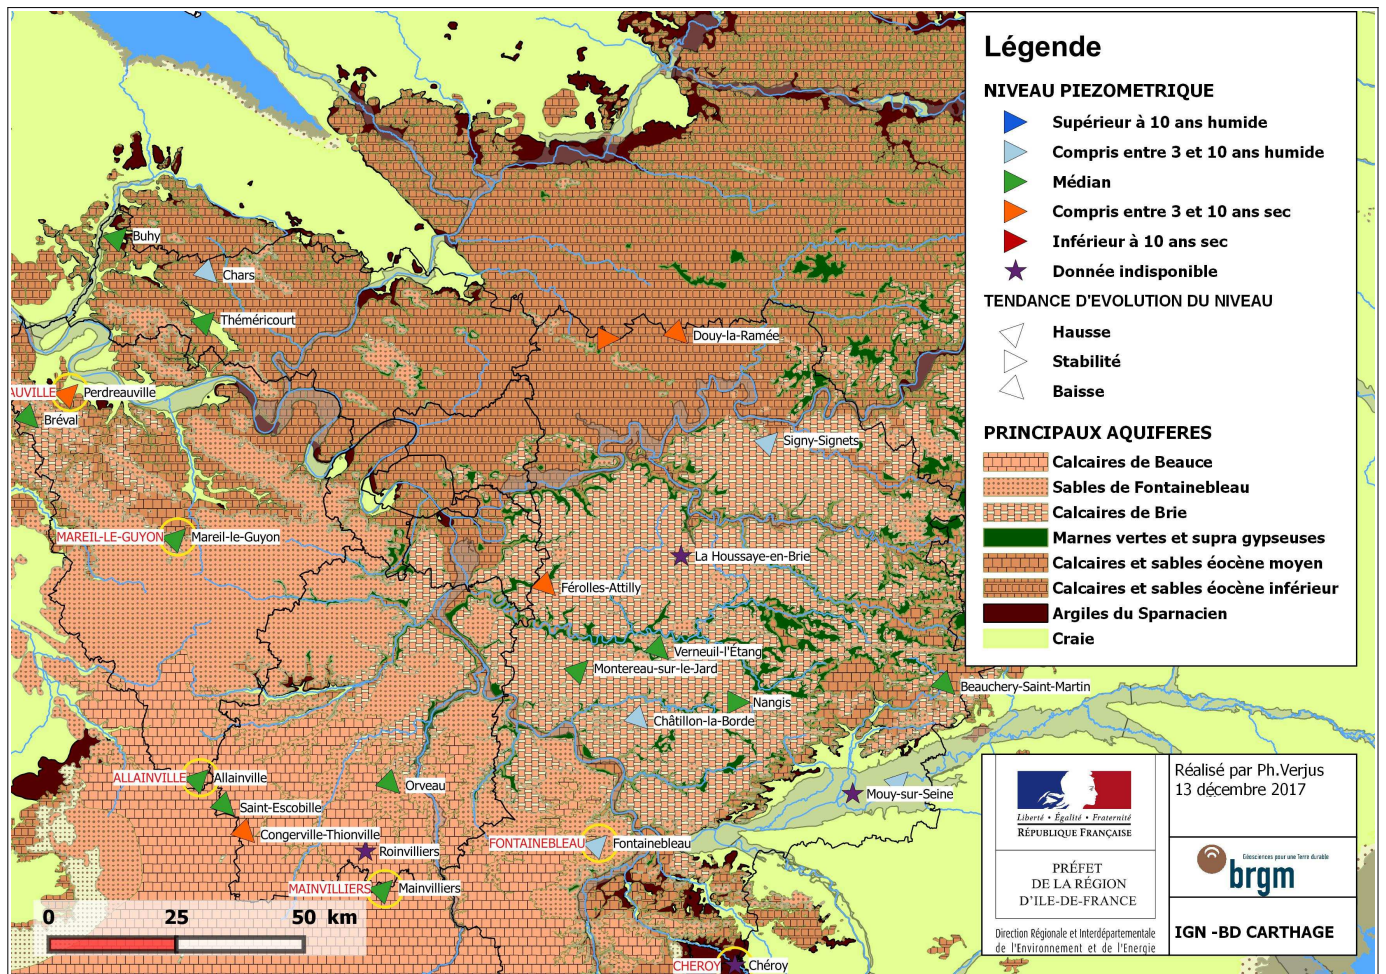 Légende
NIVEAU PIEZOMETRIQUE
Supérieur à 10 ans humide
Compris entre 3 et 10 ans humide
Médian
Compris entre 3 et 10 ans sec
Inférieur à 10 ans sec
Donnée indisponible
TENDANCE D'EVOLUTION DU NIVEAU
Hausse
Stabilité
Baisse
PRINCIPAUX AQUIFERES
Calcaires de Beauce
Sables de Fontainebleau
Calcaires de Brie
Marnes vertes et supra gypseuses
Calcaires et sables éocène moyen
Calcaires et sables éocène inférieur
Argiles du Sparnacien
Craie
Buhy
Chars
Théméricourt
Douy-la-Ramée
AUVILLE
Perdreauville
Bréval
Signy-Signets
MAREIL-LE-GUYON
Mareil-le-Guyon
La Houssaye-en-Brie
Férolles-Attilly
Verneuil-l'Étang
Montereau-sur-le-Jard
Beauchery-Saint-Martin
Nangis
Châtillon-la-Borde
ALLAINVILLE
Allainville
Orveau
Mouy-sur-Seine
Saint-Escobille
Congerville-Thionville
FONTAINEBLEAU
Fontainebleau
Roinvilliers
MAINVILLIERS
Mainvilliers
CHEROY
Chéroy
0 25 50 km
Liberté • Égalité • Fraternité
RÉPUBLIQUE FRANÇAISE
PRÉFET
DE LA RÉGION
D'ILE-DE-FRANCE
Direction Régionale et Interdépartementale
de l'Environnement et de l'Energie
Réalisé par Ph.Verjus
13 décembre 2017
Géosciences pour une Terre durable
brgm
IGN -BD CARTHAGE